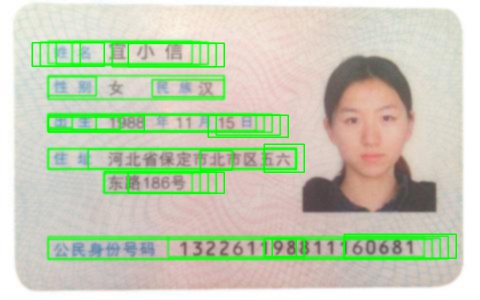 姓名 宜小信
性别 女 民族 汉
出生 1988 年 11 月 15 日
住址 河北省保定市北市区五六
东路186号
公民身份号码 132261198811160681